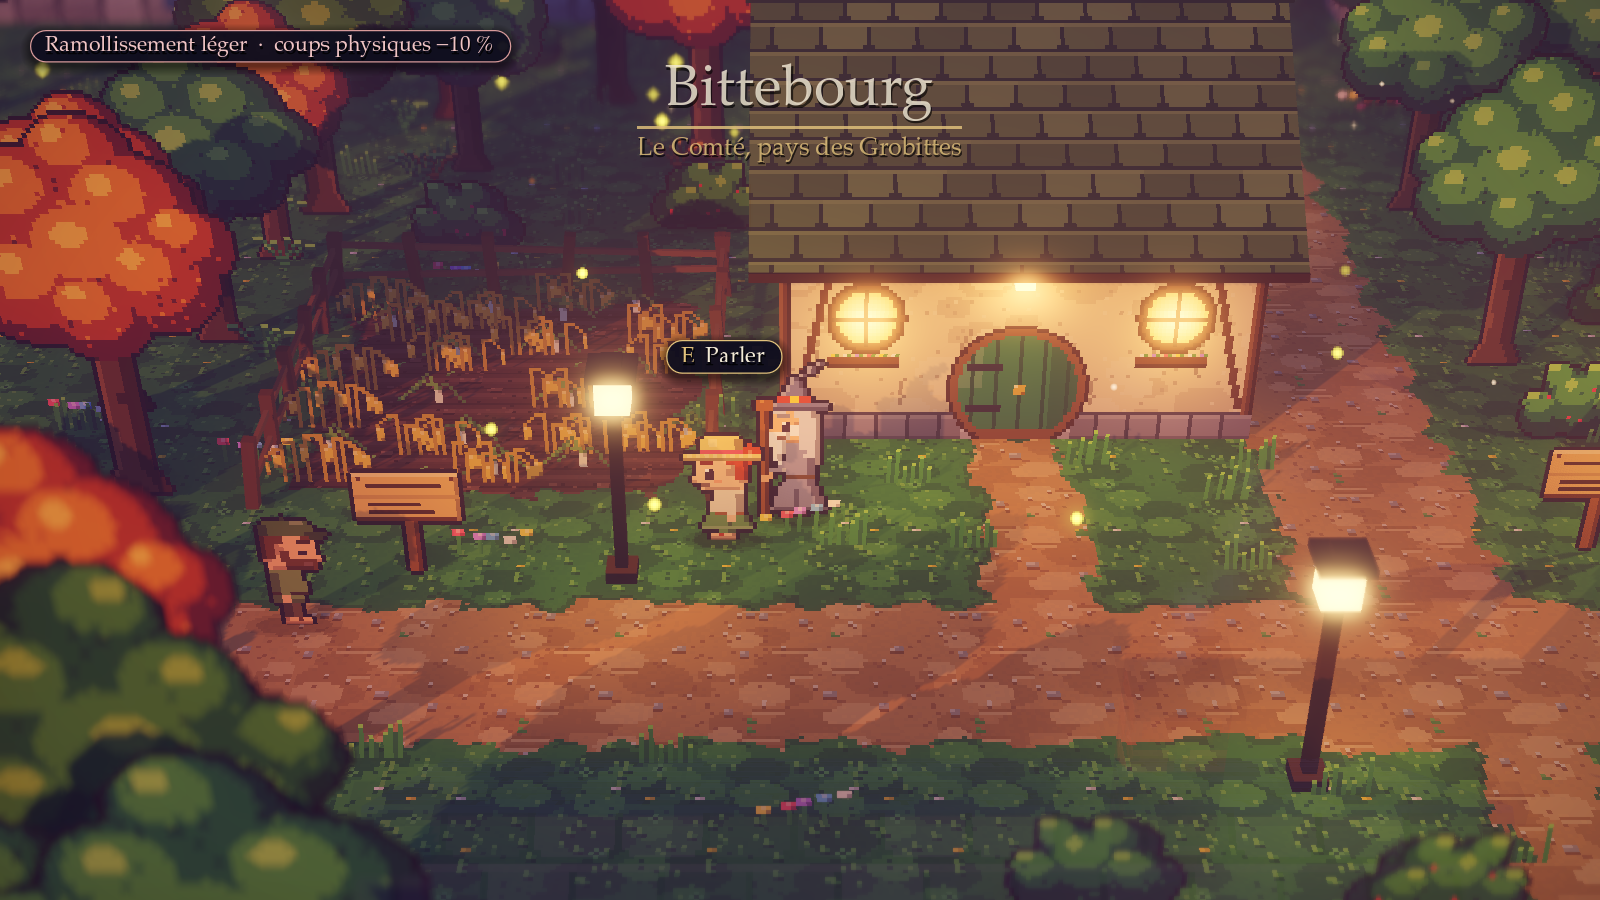 Ramollissement léger · coups physiques −10 %
Bittebourg
Le Comté, pays des Grobittes
E Parler